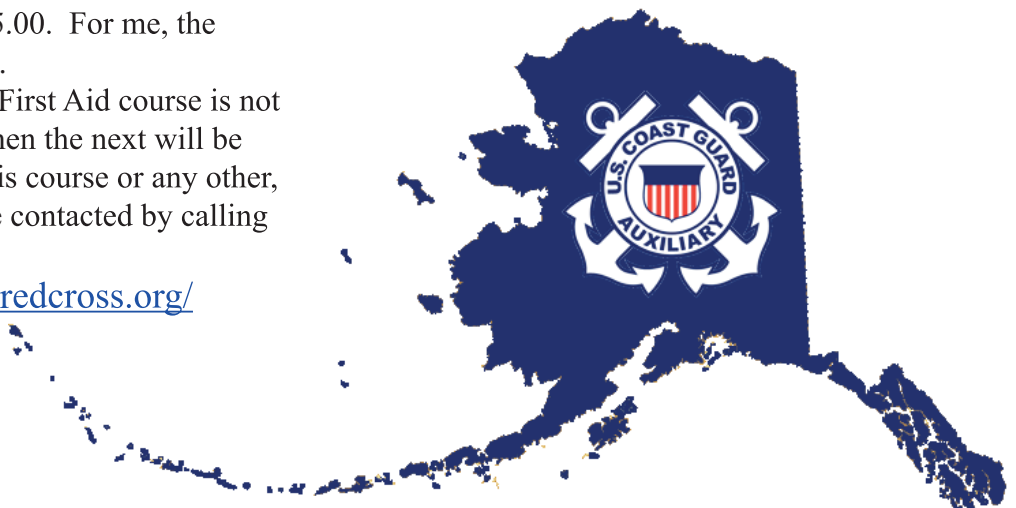 5.00. For me, the
.
First Aid course is not
hen the next will be
is course or any other,
e contacted by calling
redcross.org/
U.S. COAST GUARD
AUXILIARY